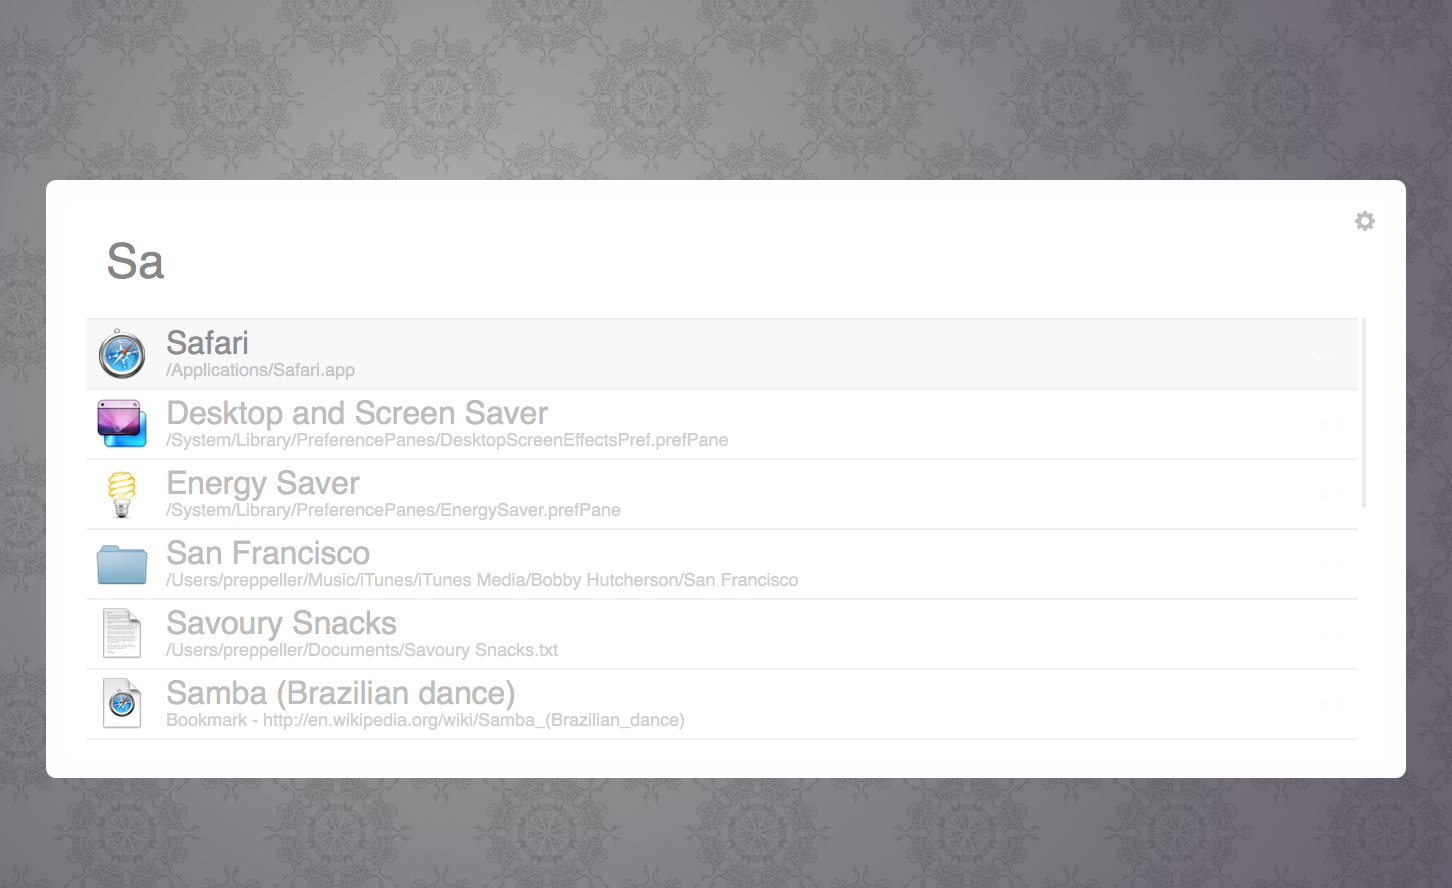 Sa
Safari
/Applications/Safari.app
Desktop and Screen Saver
/System/Library/PreferencePanes/DesktopScreenEffectsPref.prefPane
Energy Saver
/System/Library/PreferencePanes/EnergySaver.prefPane
San Francisco
/Users/preppeller/Music/iTunes/iTunes Media/Bobby Hutcherson/San Francisco
Savoury Snacks
/Users/preppeller/Documents/Savoury Snacks.txt
Samba (Brazilian dance)
Bookmark - http://en.wikipedia.org/wiki/Samba_(Brazilian_dance)